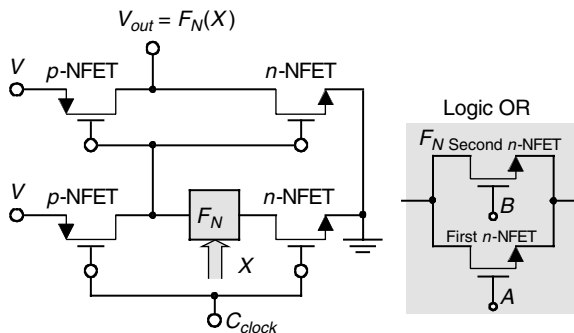 V_out = F_N(X)
V
p-NFET
n-NFET
V
p-NFET
F_N
n-NFET
X
C_clock
Logic OR
F_N Second n-NFET
B
First n-NFET
A